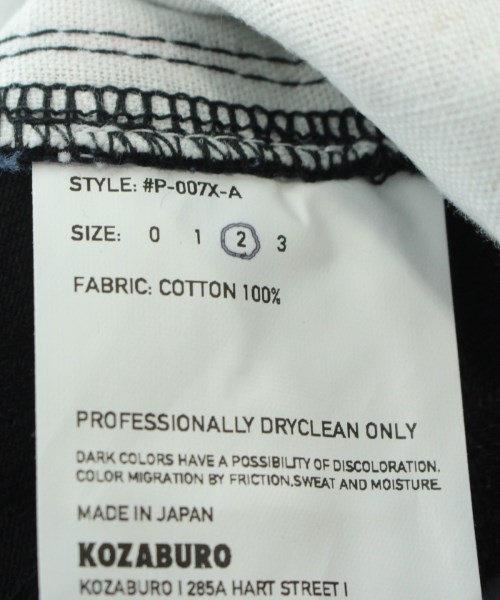 STYLE: #P-007X-A
SIZE: 0 1 2 3
FABRIC: COTTON 100%
PROFESSIONALLY DRYCLEAN ONLY
DARK COLORS HAVE A POSSIBILITY OF DISCOLORATION.
COLOR MIGRATION BY FRICTION,SWEAT AND MOISTURE.
MADE IN JAPAN
KOZABURO
KOZABURO | 285A HART STREET |